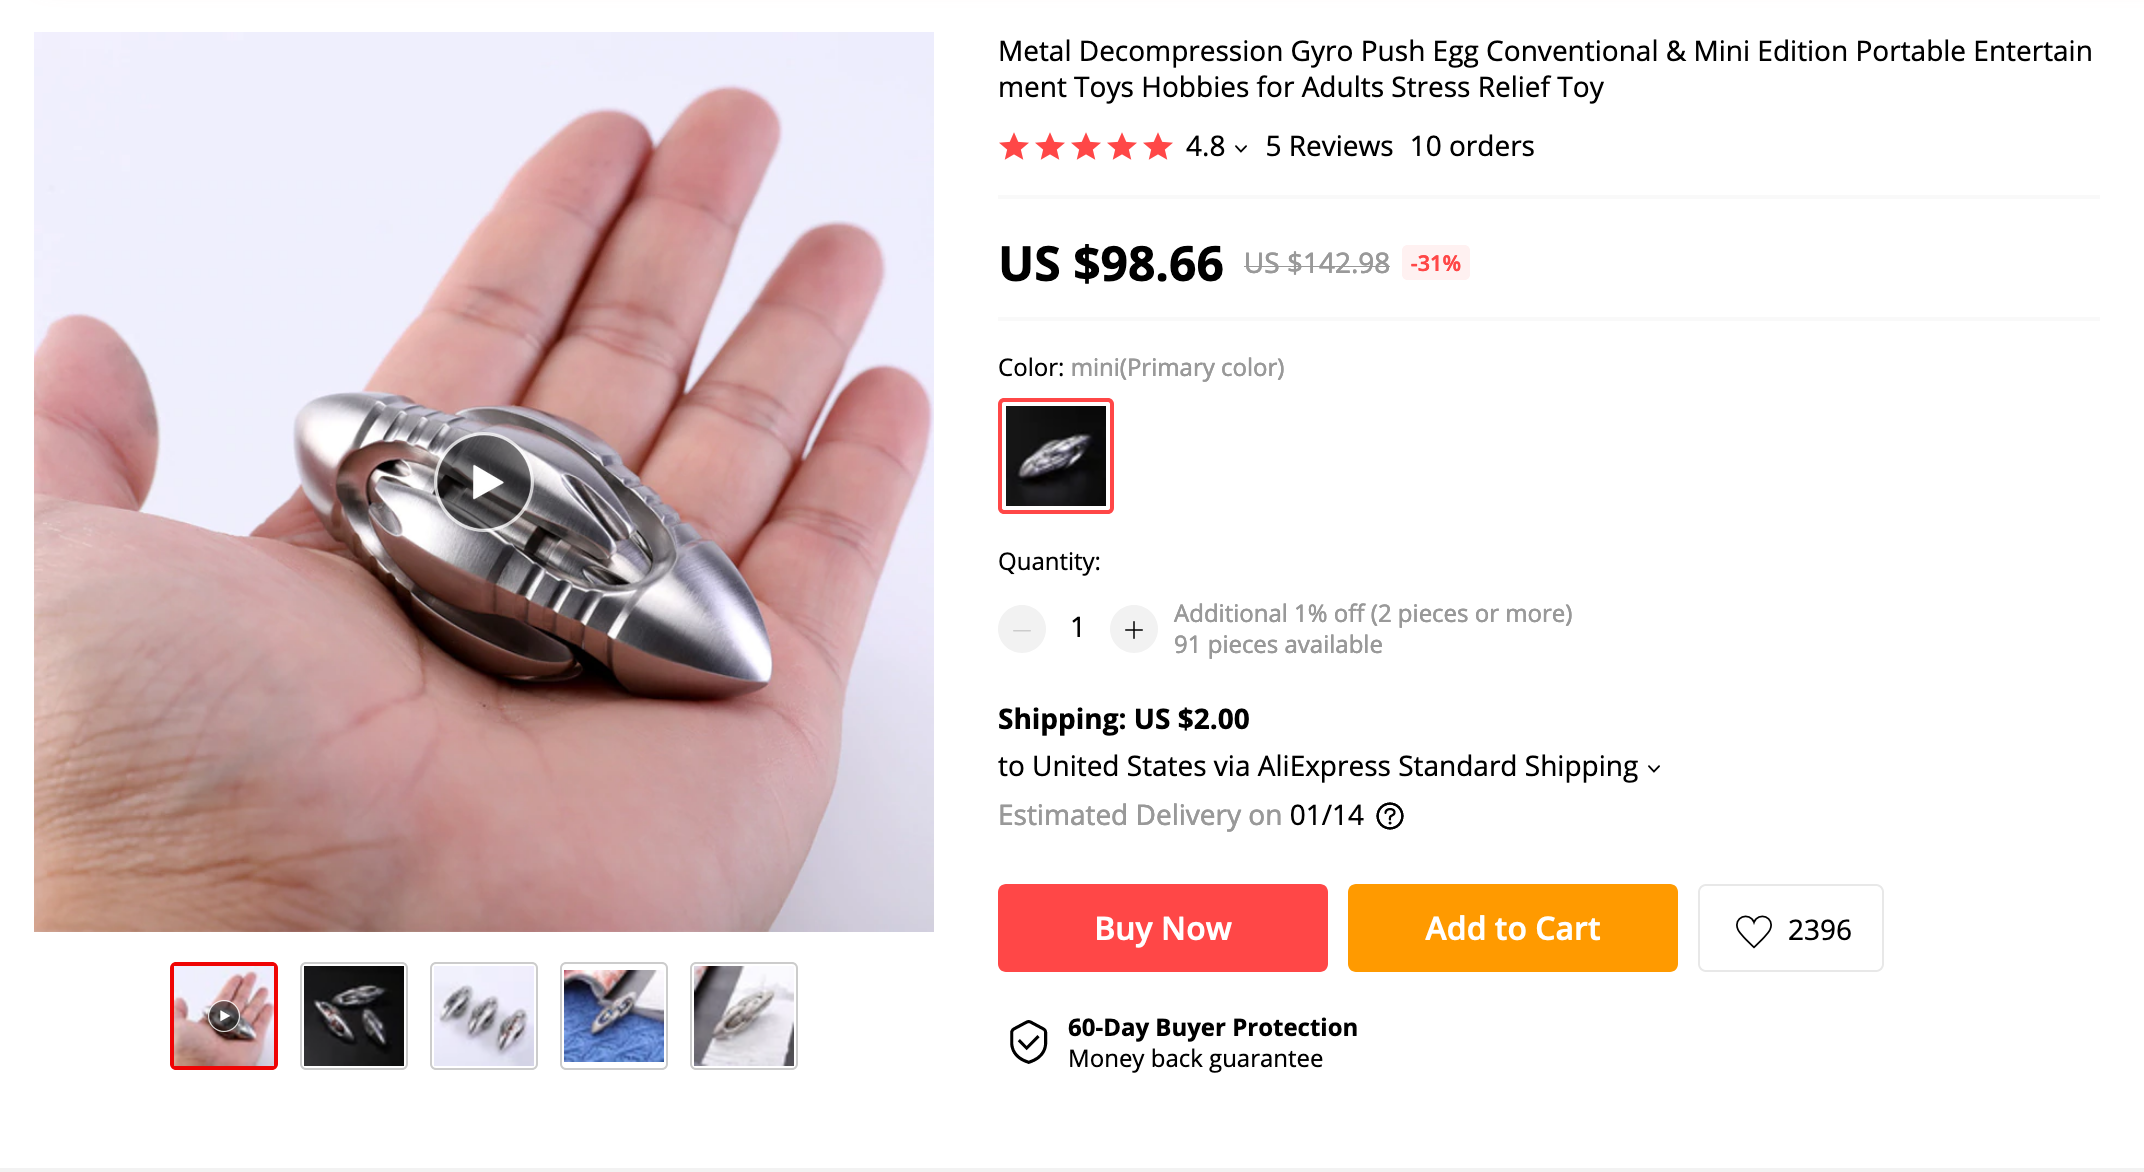 Metal Decompression Gyro Push Egg Conventional & Mini Edition Portable Entertain
ment Toys Hobbies for Adults Stress Relief Toy
4.8 5 Reviews 10 orders
US $98.66 US $142.98 -31%
Color: mini(Primary color)
Quantity:
1
Additional 1% off (2 pieces or more)
91 pieces available
Shipping: US $2.00
to United States via AliExpress Standard Shipping
Estimated Delivery on 01/14
Buy Now
Add to Cart
2396
60-Day Buyer Protection
Money back guarantee